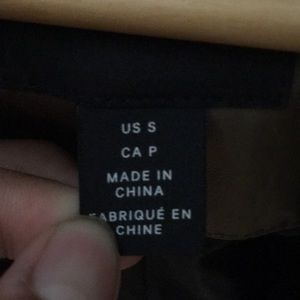 US S
CA P
MADE IN
CHINA
FABRIQUÉ EN
CHINE